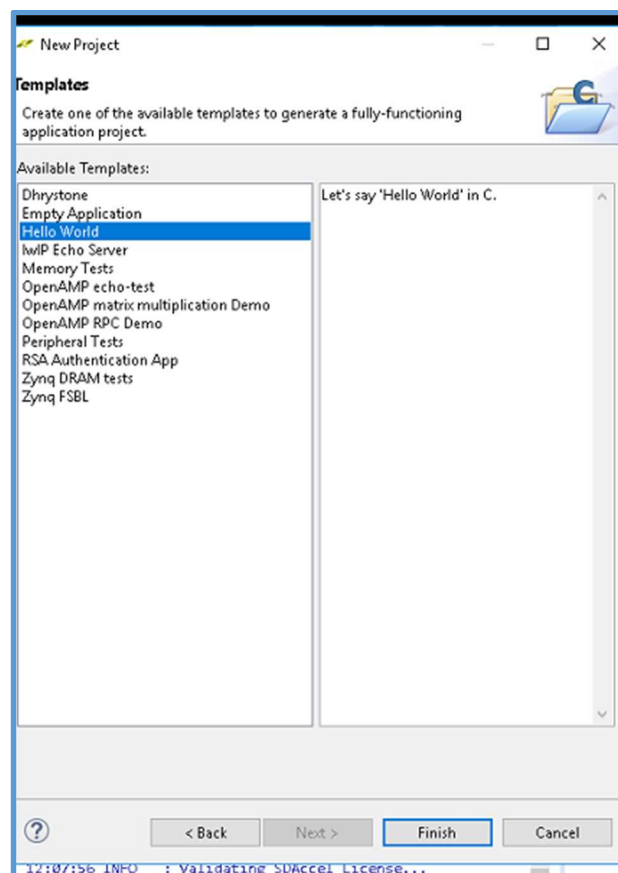 New Project
Templates
Create one of the available templates to generate a fully-functioning
application project.
Available Templates:
Dhrystone
Empty Application
Hello World
lwIP Echo Server
Memory Tests
OpenAMP echo-test
OpenAMP matrix multiplication Demo
OpenAMP RPC Demo
Peripheral Tests
RSA Authentication App
Zynq DRAM tests
Zynq FSBL
Let's say 'Hello World' in C.
? < Back Next > Finish Cancel
12:07:56 INFO : Validating SDAccel License...